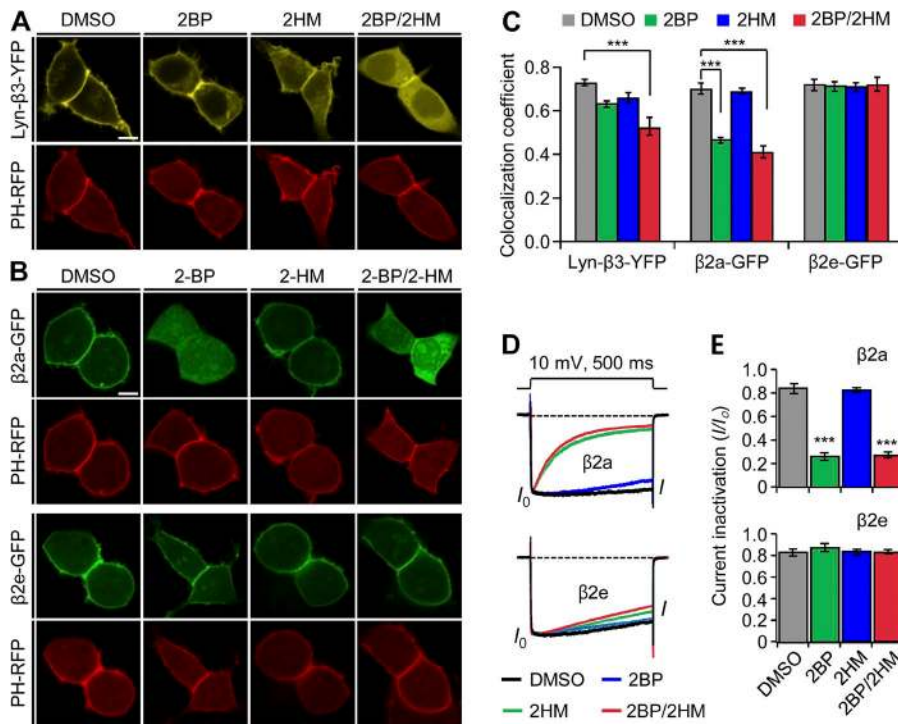 A
DMSO 2BP 2HM 2BP/2HM
Lyn-β3-YFP
PH-RFP
B
DMSO 2-BP 2-HM 2-BP/2-HM
β2a-GFP
PH-RFP
β2e-GFP
PH-RFP
C
DMSO 2BP 2HM 2BP/2HM
Colocalization coefficient
0.8
0.6
0.4
0.2
0.0
***
***
***
Lyn-β3-YFP β2a-GFP β2e-GFP
D
10 mV, 500 ms
β2a
I0 I
β2e
I0 I
DMSO 2BP
2HM 2BP/2HM
E
Current inactivation (I/I0)
β2a
1.0
0.8
0.6
0.4
0.2
0
*** ***
β2e
1.0
0.8
0.6
0.4
0.2
0
DMSO 2BP 2HM 2BP/2HM